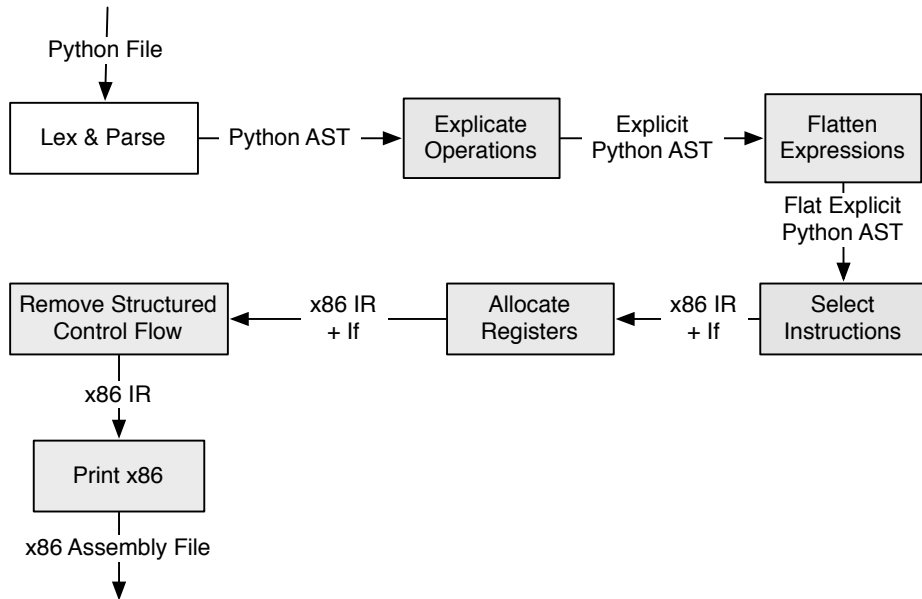 Python File
Lex & Parse
Python AST
Explicate
Operations
Explicit
Python AST
Flatten
Expressions
Flat Explicit
Python AST
Select
Instructions
x86 IR
+ If
Allocate
Registers
x86 IR
+ If
Remove Structured
Control Flow
x86 IR
Print x86
x86 Assembly File